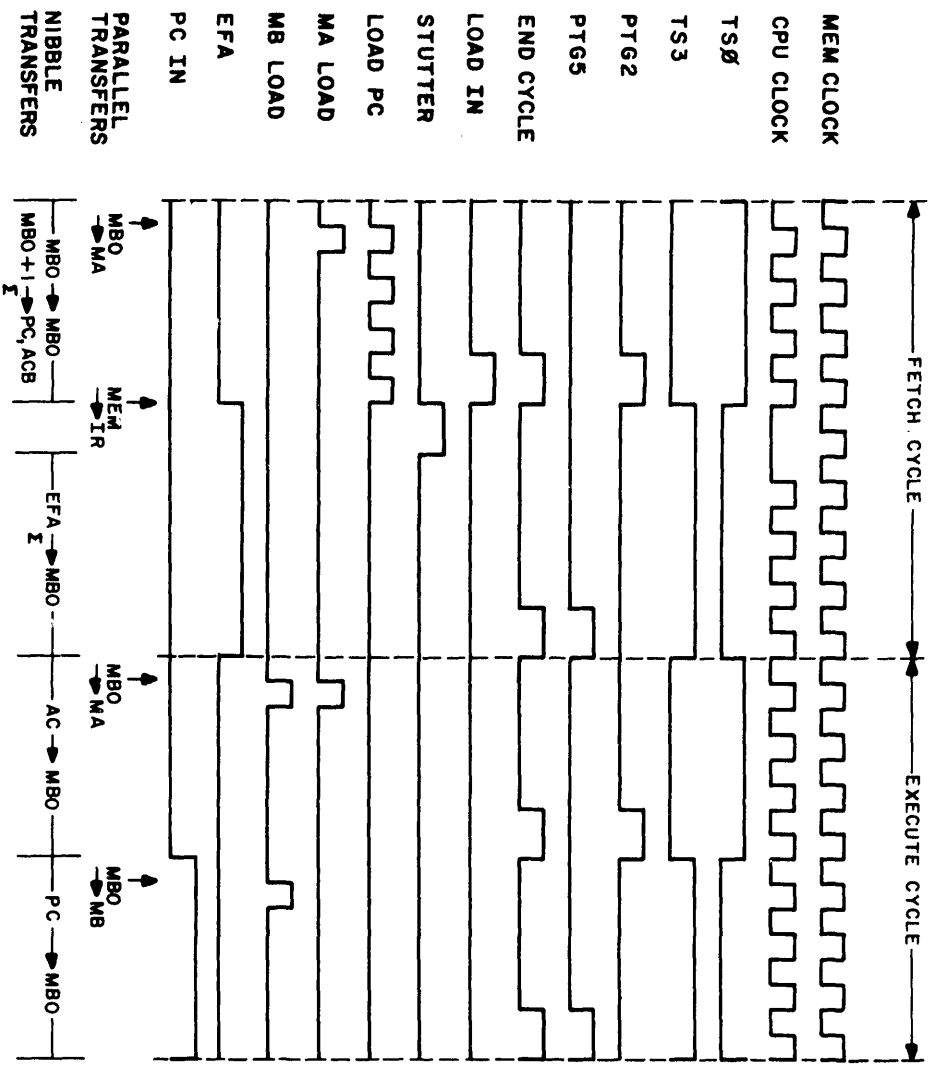 FETCH CYCLE
EXECUTE CYCLE
MEM CLOCK
CPU CLOCK
TSØ
TS3
PTG2
PTG5
END CYCLE
LOAD IN
STUTTER
LOAD PC
MA LOAD
MB LOAD
EFA
PC IN
PARALLEL
TRANSFERS
MBO
→MA
MEM
→IR
MBO
→MA
MBO
→MB
NIBBLE
TRANSFERS
MBO → MBO
MBO+1 → PC, ACB
Σ
EFA → MBO
Σ
AC → MBO
PC → MBO